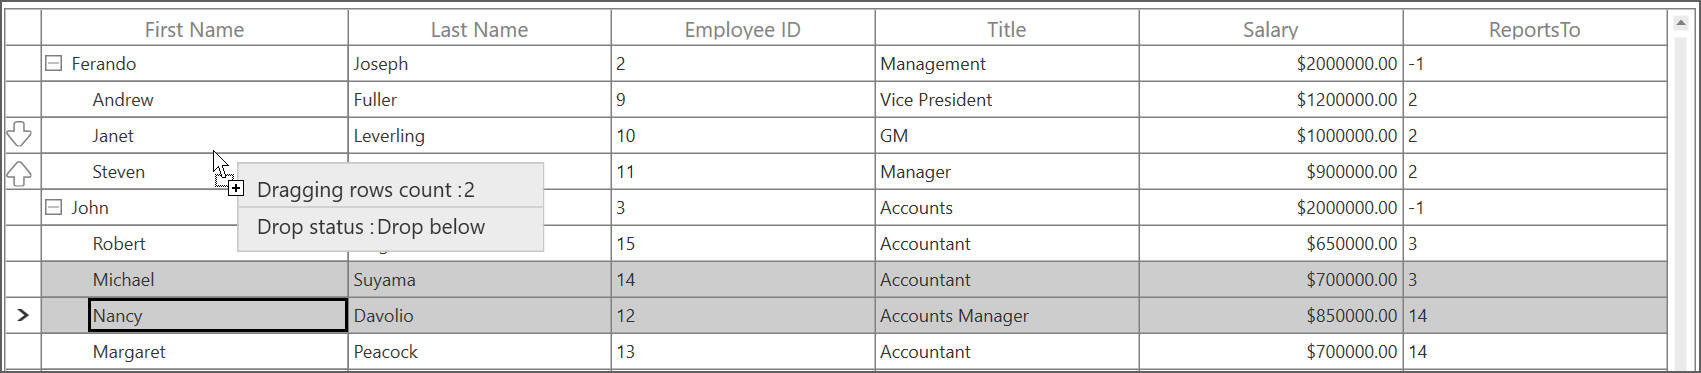 First Name Last Name Employee ID Title Salary ReportsTo
Ferando Joseph 2 Management $2000000.00 -1
Andrew Fuller 9 Vice President $1200000.00 2
Janet Leverling 10 GM $1000000.00 2
Steven 11 Manager $900000.00 2
Dragging rows count :2
John 3 Accounts $2000000.00 -1
Drop status :Drop below
Robert 15 Accountant $650000.00 3
Michael Suyama 14 Accountant $700000.00 3
Nancy Davolio 12 Accounts Manager $850000.00 14
Margaret Peacock 13 Accountant $700000.00 14